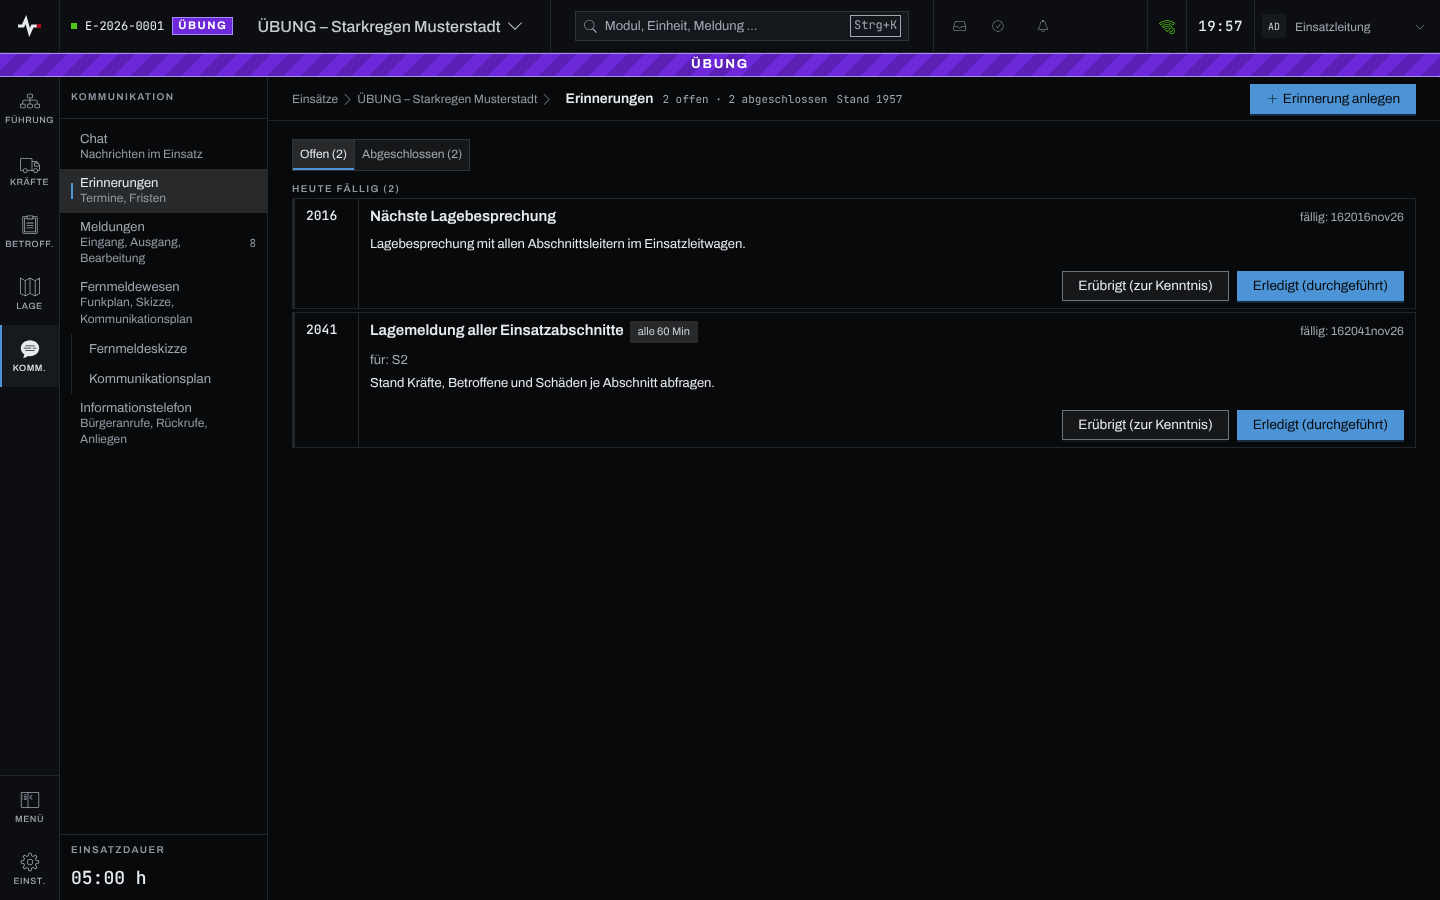 E-2026-0001 ÜBUNG ÜBUNG – Starkregen Musterstadt Modul, Einheit, Meldung ... Strg+K 19:57 AD Einsatzleitung
ÜBUNG
FÜHRUNG
KRÄFTE
BETROFF.
LAGE
KOMM.
MENÜ
EINST.
KOMMUNIKATION
Chat
Nachrichten im Einsatz
Erinnerungen
Termine, Fristen
Meldungen
Eingang, Ausgang,
Bearbeitung
8
Fernmeldewesen
Funkplan, Skizze,
Kommunikationsplan
Fernmeldeskizze
Kommunikationsplan
Informationstelefon
Bürgeranrufe, Rückrufe,
Anliegen
EINSATZDAUER
05:00 h
Einsätze ÜBUNG – Starkregen Musterstadt Erinnerungen 2 offen · 2 abgeschlossen Stand 1957 + Erinnerung anlegen
Offen (2) Abgeschlossen (2)
HEUTE FÄLLIG (2)
2016 Nächste Lagebesprechung fällig: 162016nov26
Lagebesprechung mit allen Abschnittsleitern im Einsatzleitwagen.
Erübrigt (zur Kenntnis) Erledigt (durchgeführt)
2041 Lagemeldung aller Einsatzabschnitte alle 60 Min fällig: 162041nov26
für: S2
Stand Kräfte, Betroffene und Schäden je Abschnitt abfragen.
Erübrigt (zur Kenntnis) Erledigt (durchgeführt)